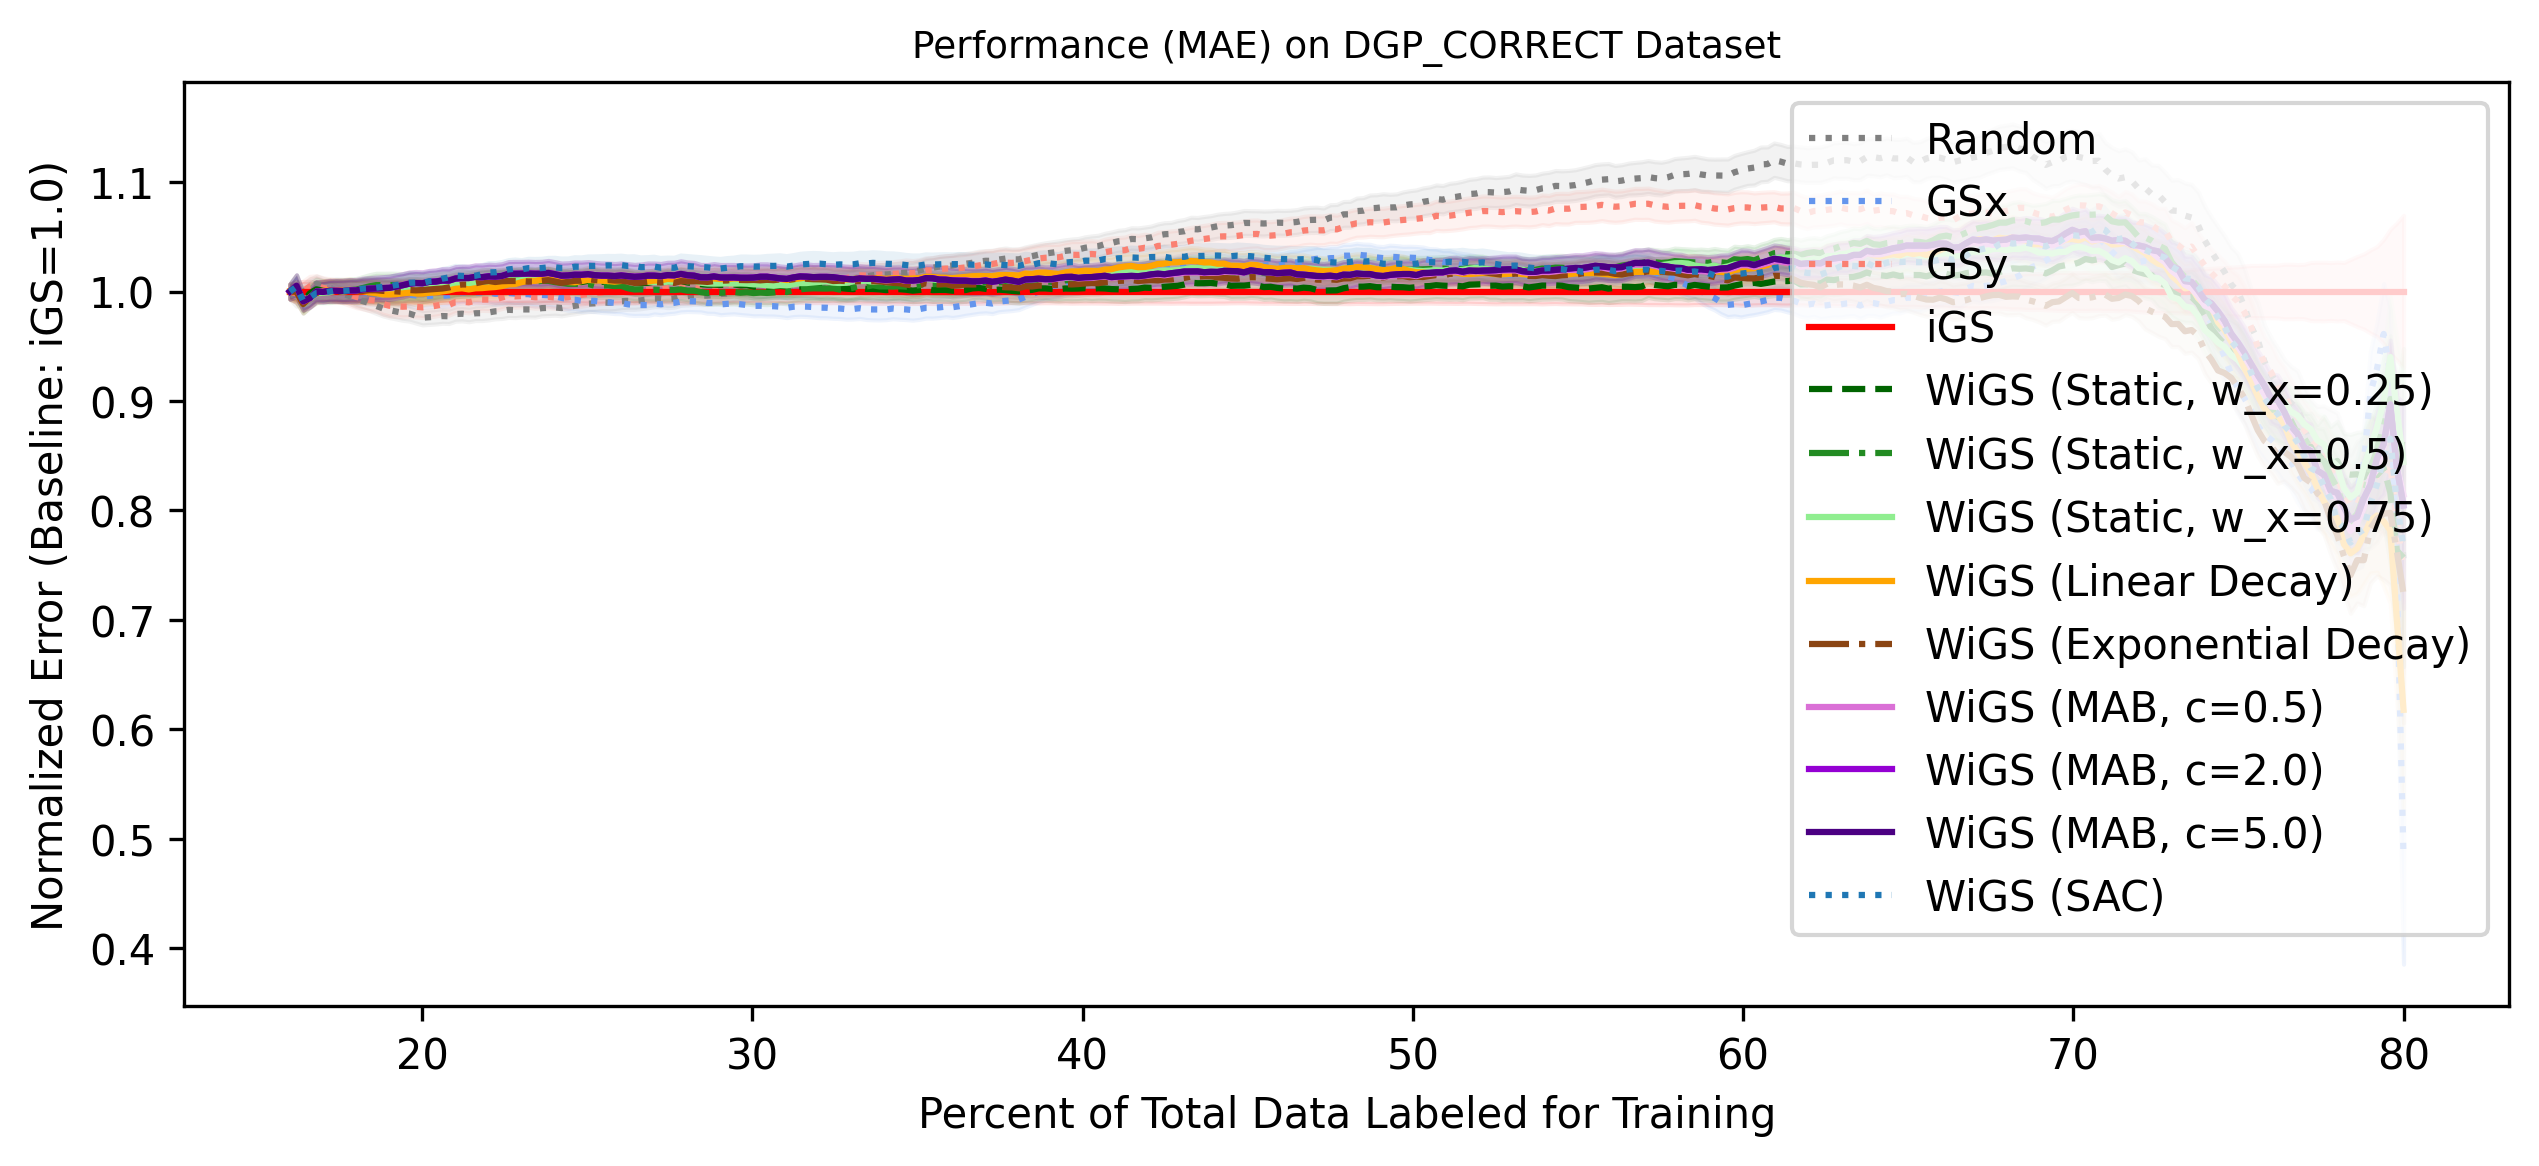 Performance (MAE) on DGP_CORRECT Dataset
Normalized Error (Baseline: iGS=1.0)
1.1
1.0
0.9
0.8
0.7
0.6
0.5
0.4
Random
GSx
GSy
iGS
WiGS (Static, w_x=0.25)
WiGS (Static, w_x=0.5)
WiGS (Static, w_x=0.75)
WiGS (Linear Decay)
WiGS (Exponential Decay)
WiGS (MAB, c=0.5)
WiGS (MAB, c=2.0)
WiGS (MAB, c=5.0)
WiGS (SAC)
20 30 40 50 60 70 80
Percent of Total Data Labeled for Training